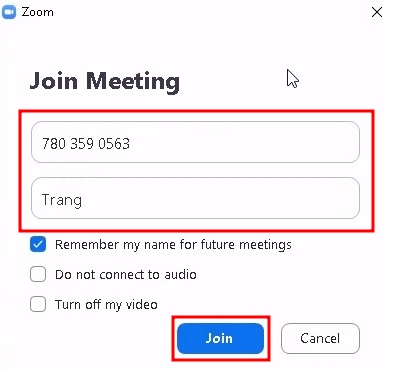 Zoom
Join Meeting
780 359 0563
Trang
Remember my name for future meetings
Do not connect to audio
Turn off my video
Join Cancel